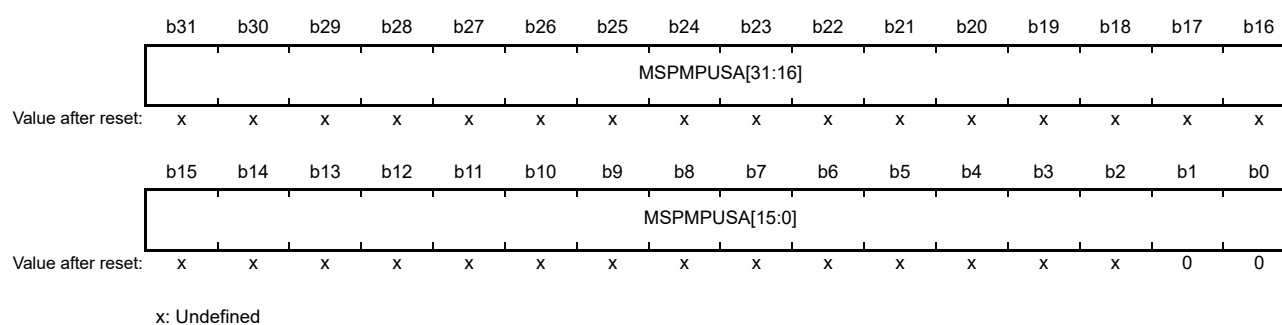 b31 b30 b29 b28 b27 b26 b25 b24 b23 b22 b21 b20 b19 b18 b17 b16
MSPMPUSA[31:16]
Value after reset: x x x x x x x x x x x x x x x x
b15 b14 b13 b12 b11 b10 b9 b8 b7 b6 b5 b4 b3 b2 b1 b0
MSPMPUSA[15:0]
Value after reset: x x x x x x x x x x x x x x 0 0
x: Undefined